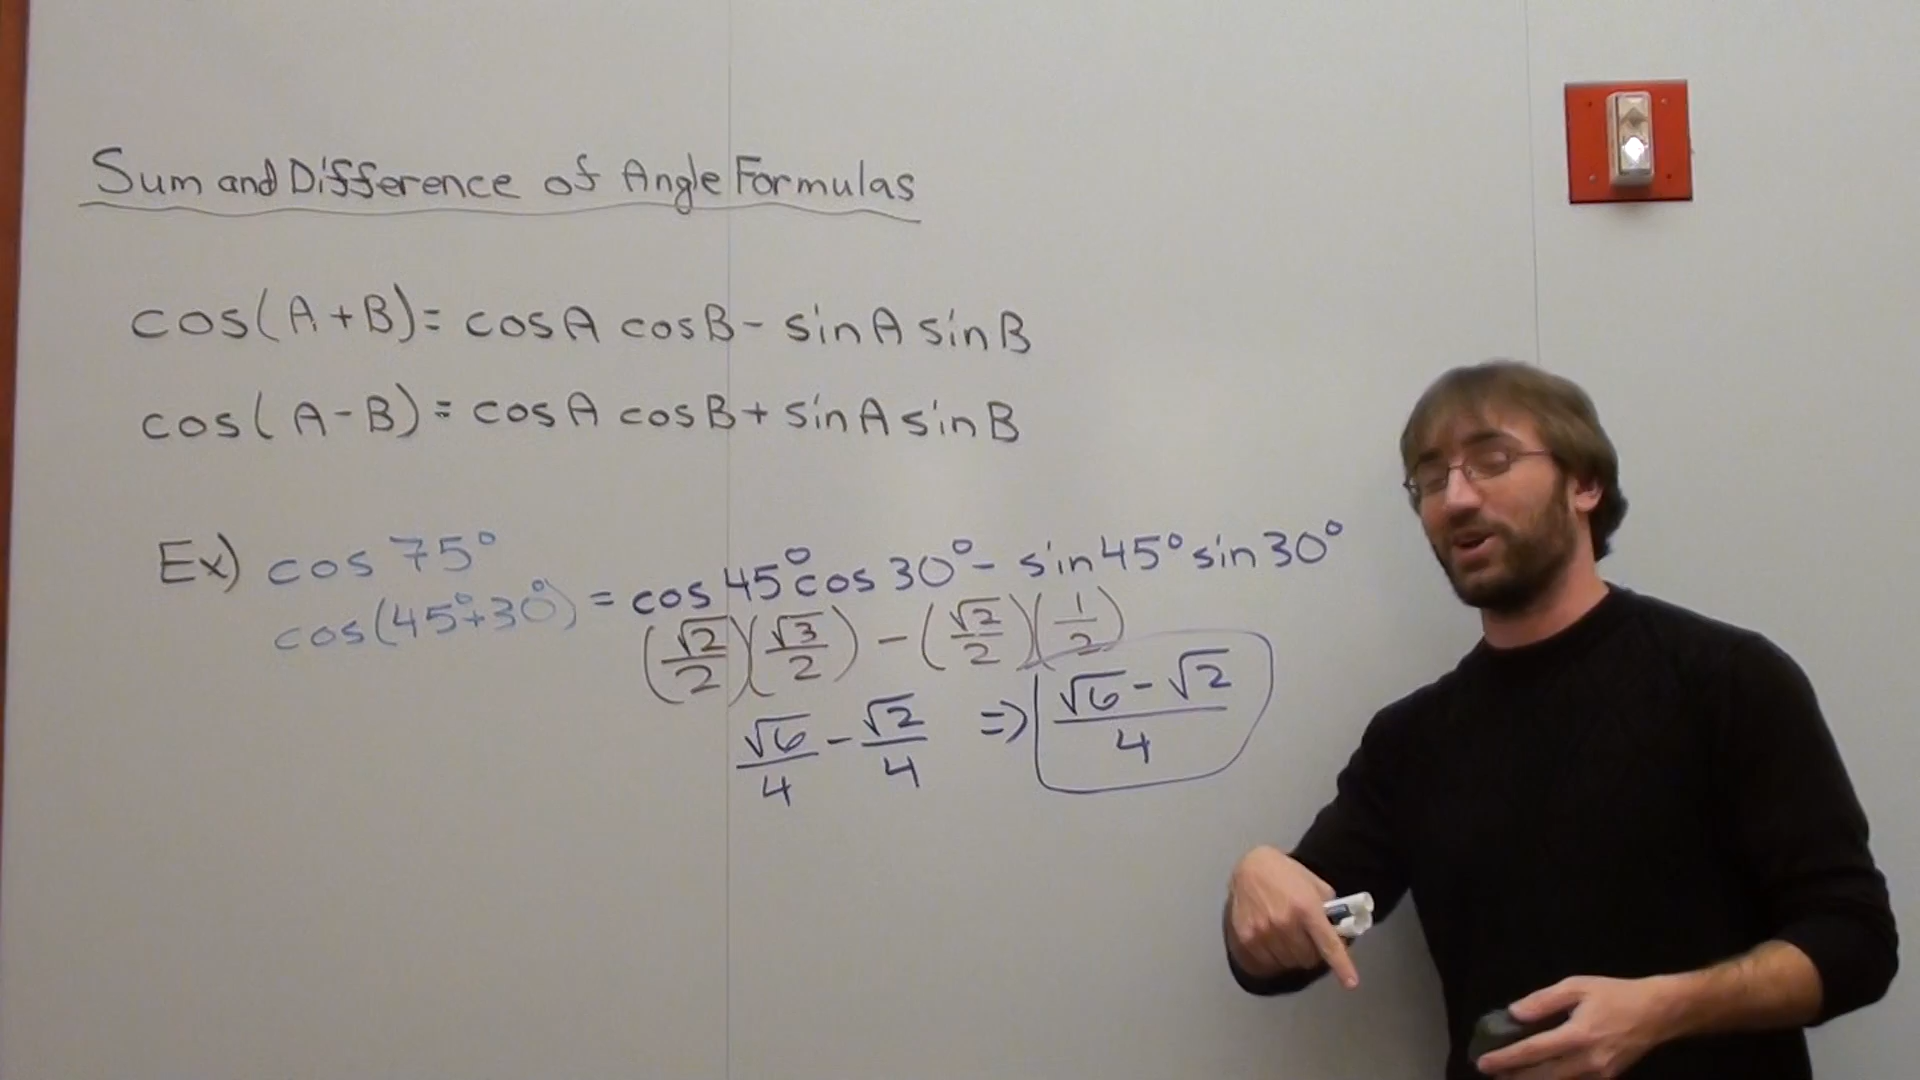 Sum and Difference of Angle Formulas
cos(A+B)= cosA cosB - sinA sinB
cos(A-B) = cosA cosB + sinA sinB
Ex) cos 75°
cos(45°+30°) = cos 45° cos 30° - sin 45° sin 30°
(√2/2)(√3/2) - (√2/2)(1/2)
√6/4 - √2/4 => (√6 - √2)/4